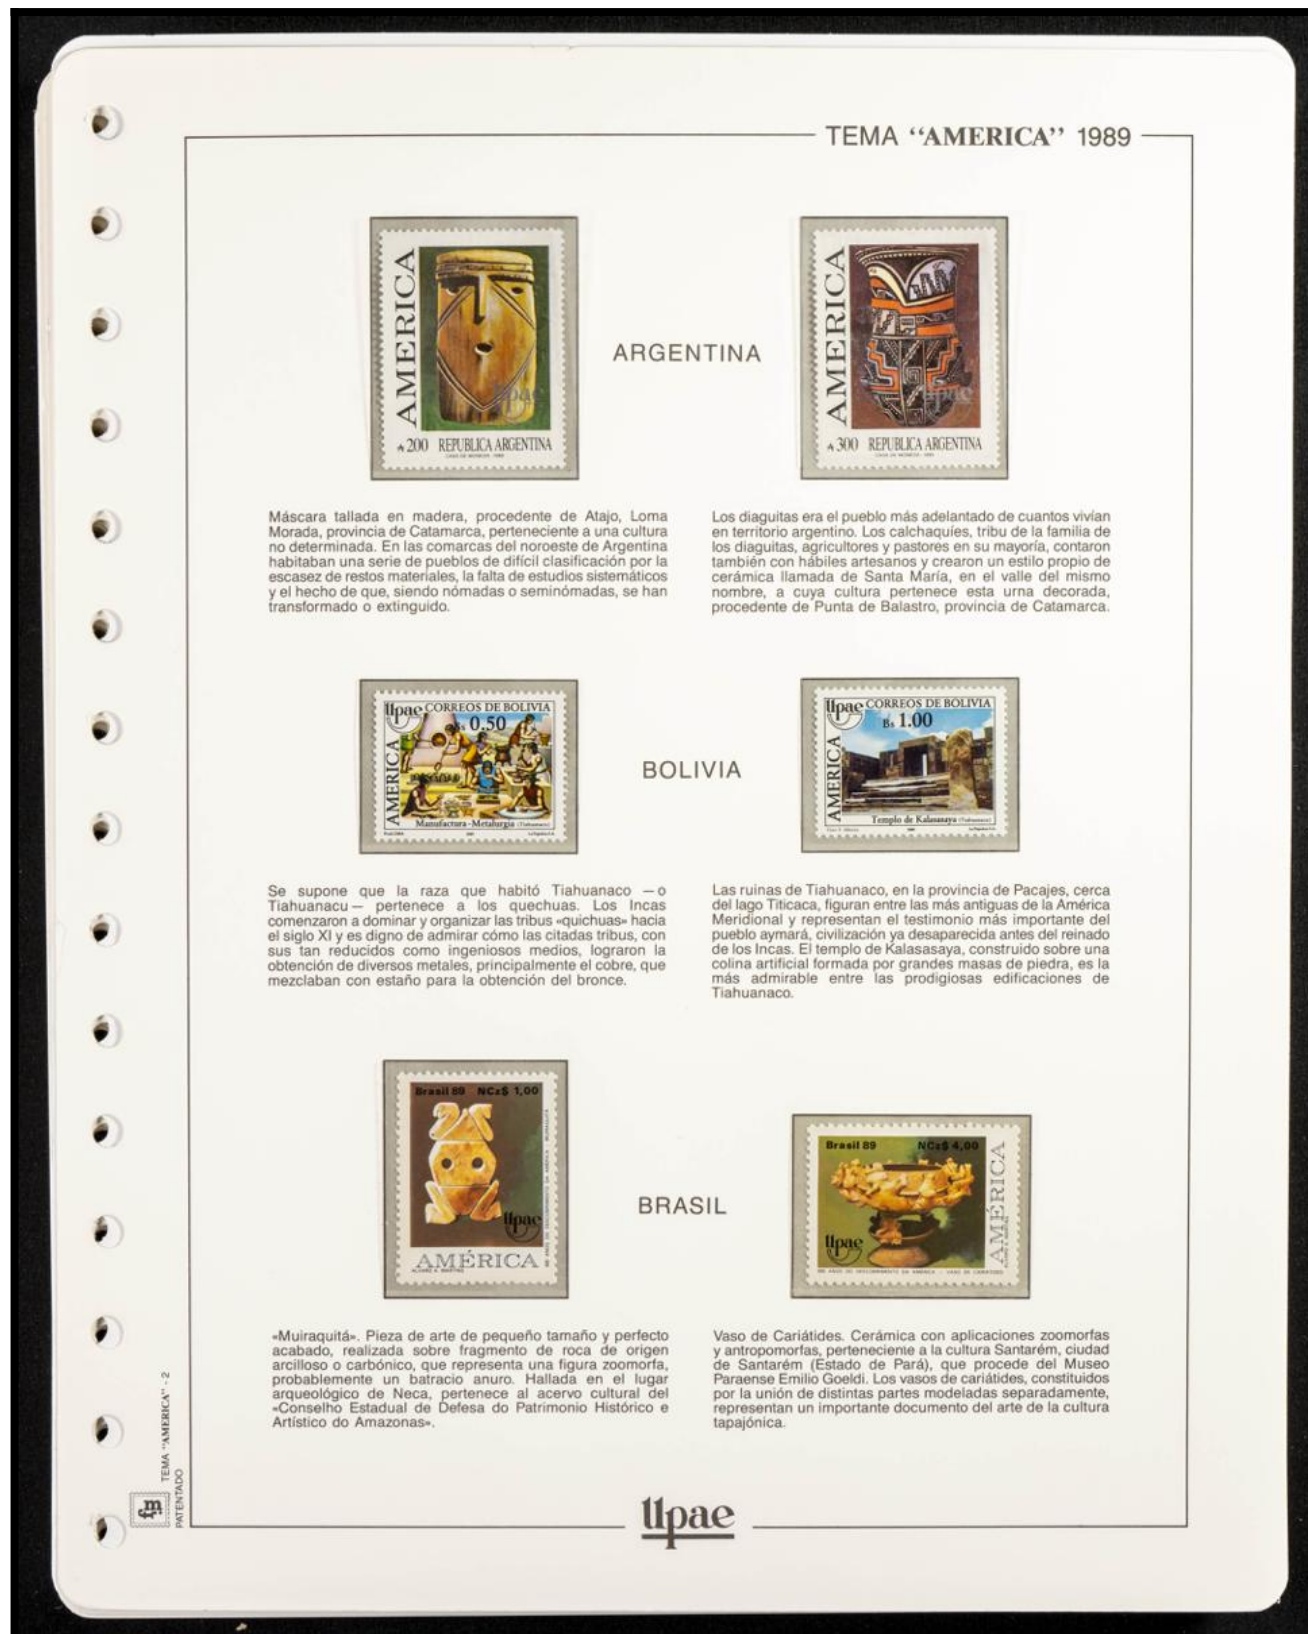 TEMA “AMERICA” 1989
AMERICA
₳200 REPUBLICA ARGENTINA
CASA DE MONEDA 1989
upae
ARGENTINA
AMERICA
₳300 REPUBLICA ARGENTINA
CASA DE MONEDA 1989
upae
Máscara tallada en madera, procedente de Atajo, Loma
Morada, provincia de Catamarca, perteneciente a una cultura
no determinada. En las comarcas del noroeste de Argentina
habitaban una serie de pueblos de difícil clasificación por la
escasez de restos materiales, la falta de estudios sistemáticos
y el hecho de que, siendo nómadas o seminómadas, se han
transformado o extinguido.
Los diaguitas era el pueblo más adelantado de cuantos vivían
en territorio argentino. Los calchaquíes, tribu de la familia de
los diaguitas, agricultores y pastores en su mayoría, contaron
también con hábiles artesanos y crearon un estilo propio de
cerámica llamada de Santa María, en el valle del mismo
nombre, a cuya cultura pertenece esta urna decorada,
procedente de Punta de Balastro, provincia de Catamarca.
upae CORREOS DE BOLIVIA
Bs 0.50
AMERICA
Manufactura-Metalurgia (Tiahuanaco)
BOLIVIA
upae CORREOS DE BOLIVIA
Bs 1.00
AMERICA
Templo de Kalasasaya (Tiahuanaco)
Se supone que la raza que habitó Tiahuanaco —o
Tiahuanacu— pertenece a los quechuas. Los Incas
comenzaron a dominar y organizar las tribus «quichuas» hacia
el siglo XI y es digno de admirar cómo las citadas tribus, con
sus tan reducidos como ingeniosos medios, lograron la
obtención de diversos metales, principalmente el cobre, que
mezclaban con estaño para la obtención del bronce.
Las ruinas de Tiahuanaco, en la provincia de Pacajes, cerca
del lago Titicaca, figuran entre las más antiguas de la América
Meridional y representan el testimonio más importante del
pueblo aymará, civilización ya desaparecida antes del reinado
de los Incas. El templo de Kalasasaya, construido sobre una
colina artificial formada por grandes masas de piedra, es la
más admirable entre las prodigiosas edificaciones de
Tiahuanaco.
Brasil 89 NCz$ 1,00
upae
AMÉRICA
BRASIL
Brasil 89 NCz$ 4,00
upae
AMÉRICA
«Muiraquitá». Pieza de arte de pequeño tamaño y perfecto
acabado, realizada sobre fragmento de roca de origen
arcilloso o carbónico, que representa una figura zoomorfa,
probablemente un batracio anuro. Hallada en el lugar
arqueológico de Neca, pertenece al acervo cultural del
«Conselho Estadual de Defesa do Patrimonio Histórico e
Artístico do Amazonas».
Vaso de Cariátides. Cerámica con aplicaciones zoomorfas
y antropomorfas, perteneciente a la cultura Santarém, ciudad
de Santarém (Estado de Pará), que procede del Museo
Paraense Emilio Goeldi. Los vasos de cariátides, constituidos
por la unión de distintas partes modeladas separadamente,
representan un importante documento del arte de la cultura
tapajónica.
TEMA “AMERICA” - 2
PATENTADO
upae